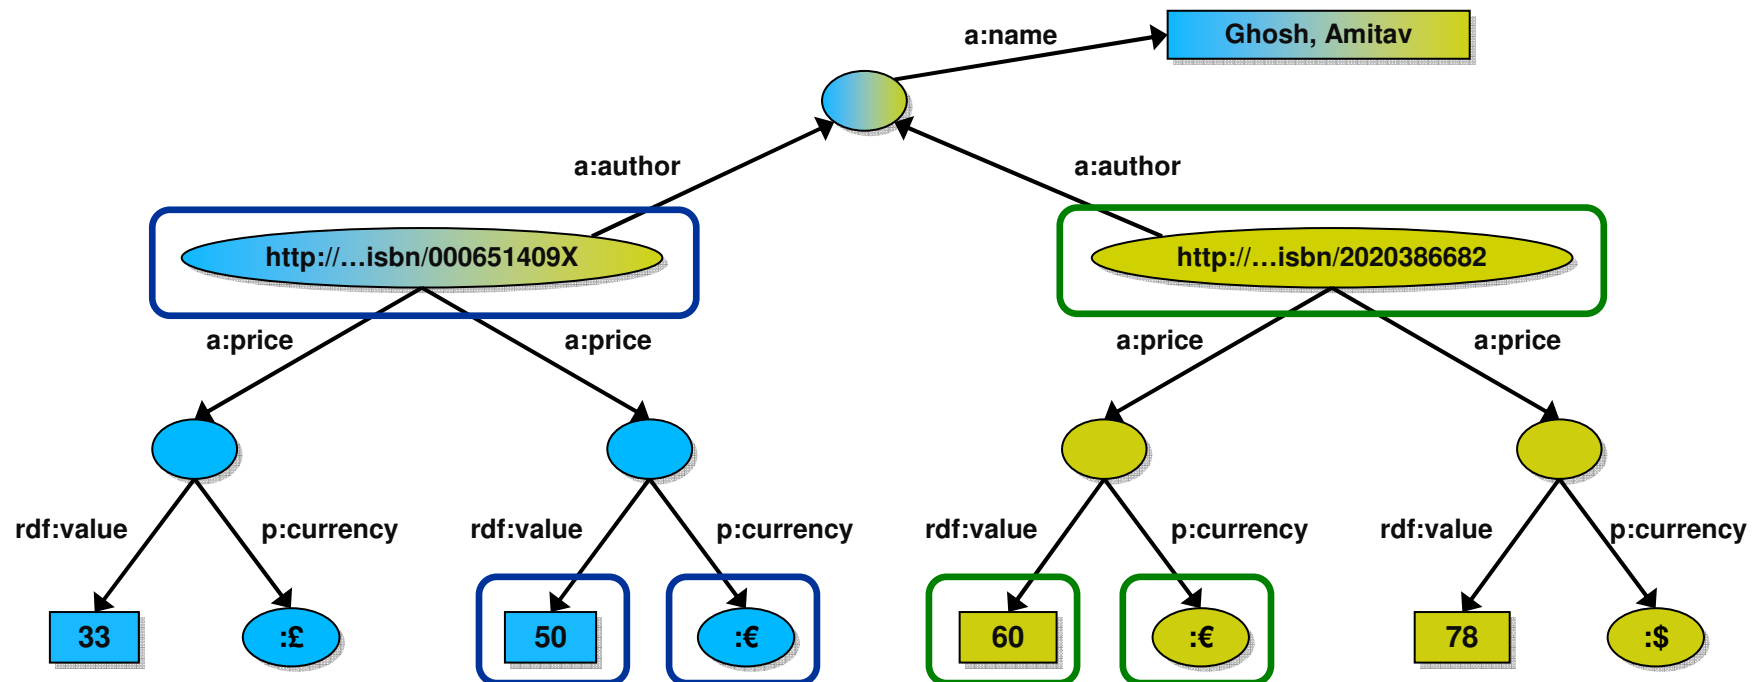 Ghosh, Amitav
a:name
a:author
a:author
http://...isbn/000651409X
http://...isbn/2020386682
a:price
a:price
a:price
a:price
rdf:value
p:currency
rdf:value
p:currency
rdf:value
p:currency
rdf:value
p:currency
33
:£
50
:€
60
:€
78
:$